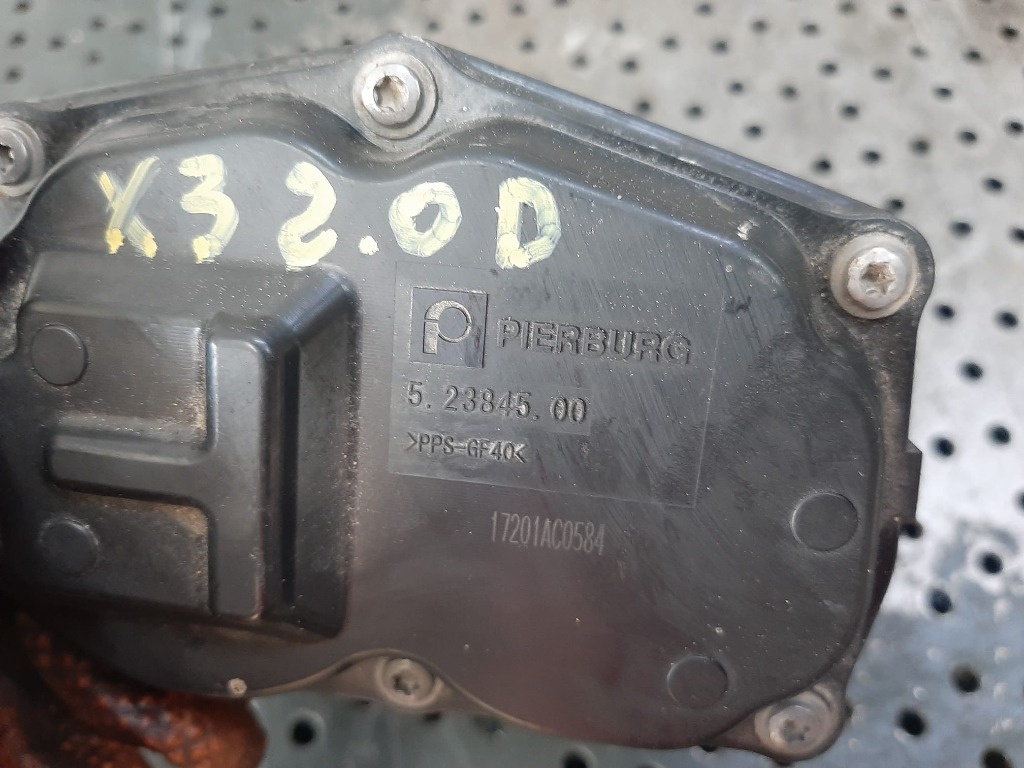 X3 2.0D
PIERBURG
5.23845.00
>PPS-GF40<
17201AC0584